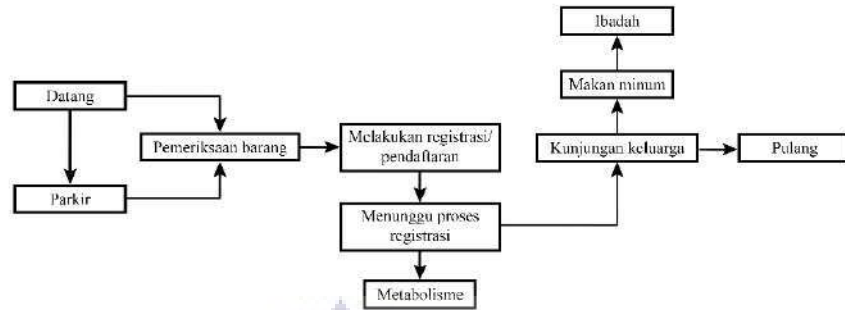 Ibadah
Makan minum
Datang
Pemeriksaan barang
Melakukan registrasi/
pendaftaran
Kunjungan keluarga
Pulang
Parkir
Menunggu proses
registrasi
Metabolisme